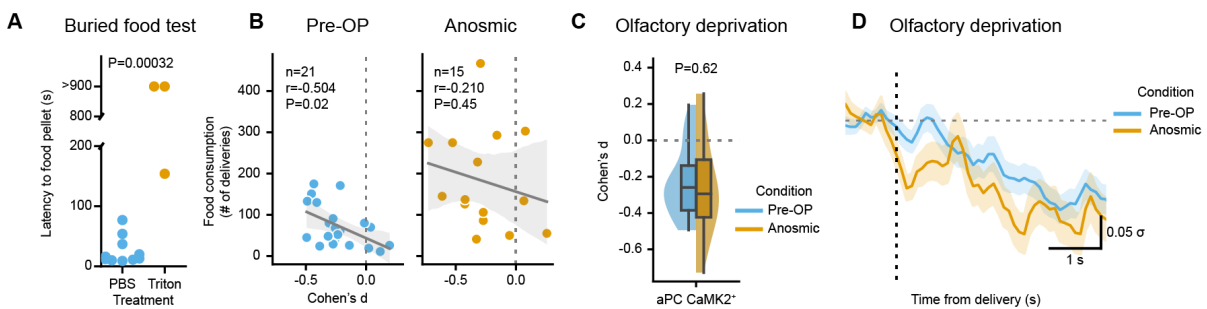 A
Buried food test
P=0.00032
Latency to food pellet (s)
>900
800
200
100
0
PBS
Triton
Treatment
B
Pre-OP
Anosmic
Food consumption
(# of deliveries)
400
300
200
100
0
n=21
r=-0.504
P=0.02
n=15
r=-0.210
P=0.45
-0.5
0.0
-0.5
0.0
Cohen's d
C
Olfactory deprivation
P=0.62
Cohen's d
0.4
0.2
0.0
-0.2
-0.4
-0.6
Condition
Pre-OP
Anosmic
aPC CaMK2⁺
D
Olfactory deprivation
Condition
Pre-OP
Anosmic
0.05 σ
1 s
Time from delivery (s)